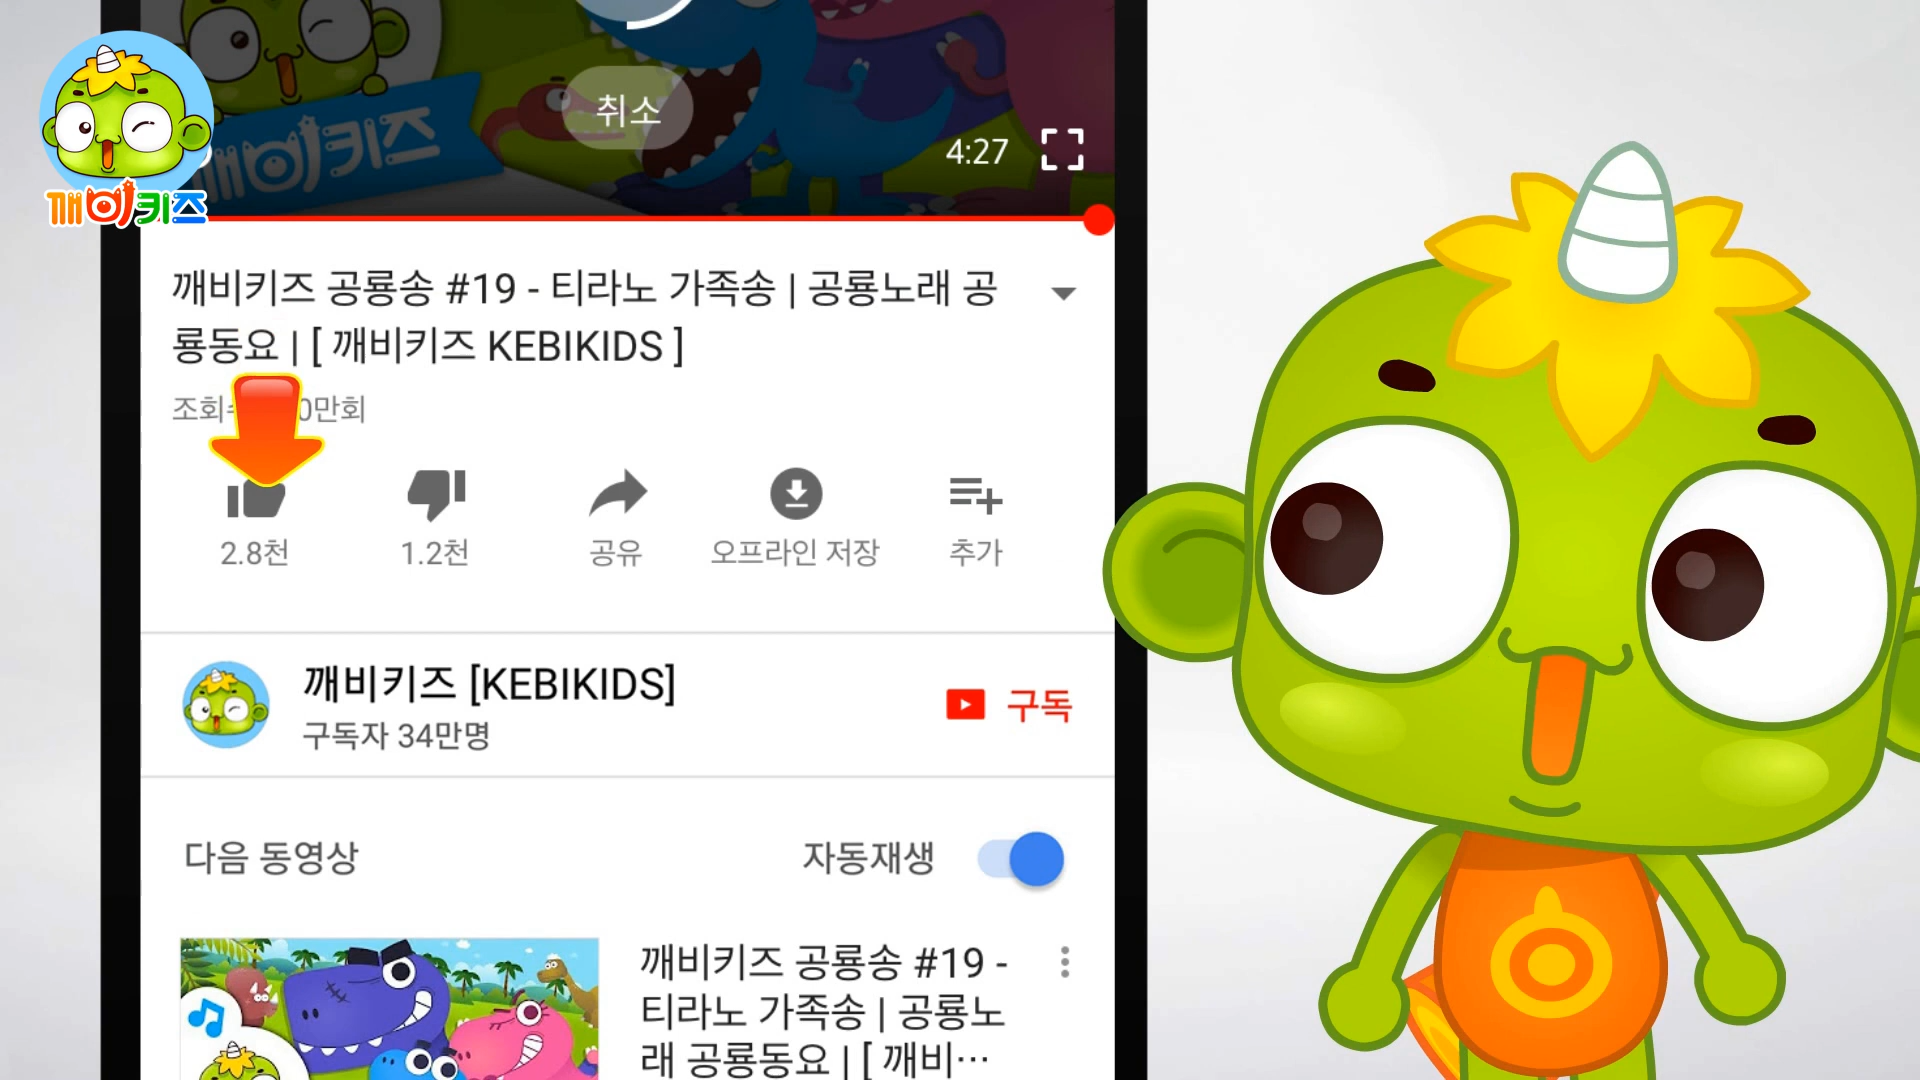 깨비키즈
깨비키즈
취소
4:27
깨비키즈 공룡송 #19 - 티라노 가족송 | 공룡노래 공
룡동요 | [ 깨비키즈 KEBIKIDS ]
2.8천
1.2천
공유
오프라인 저장
추가
깨비키즈 [KEBIKIDS]
구독자 34만명
구독
다음 동영상
자동재생
깨비키즈 공룡송 #19 -
티라노 가족송 | 공룡노
래 공룡동요 | [ 깨비…